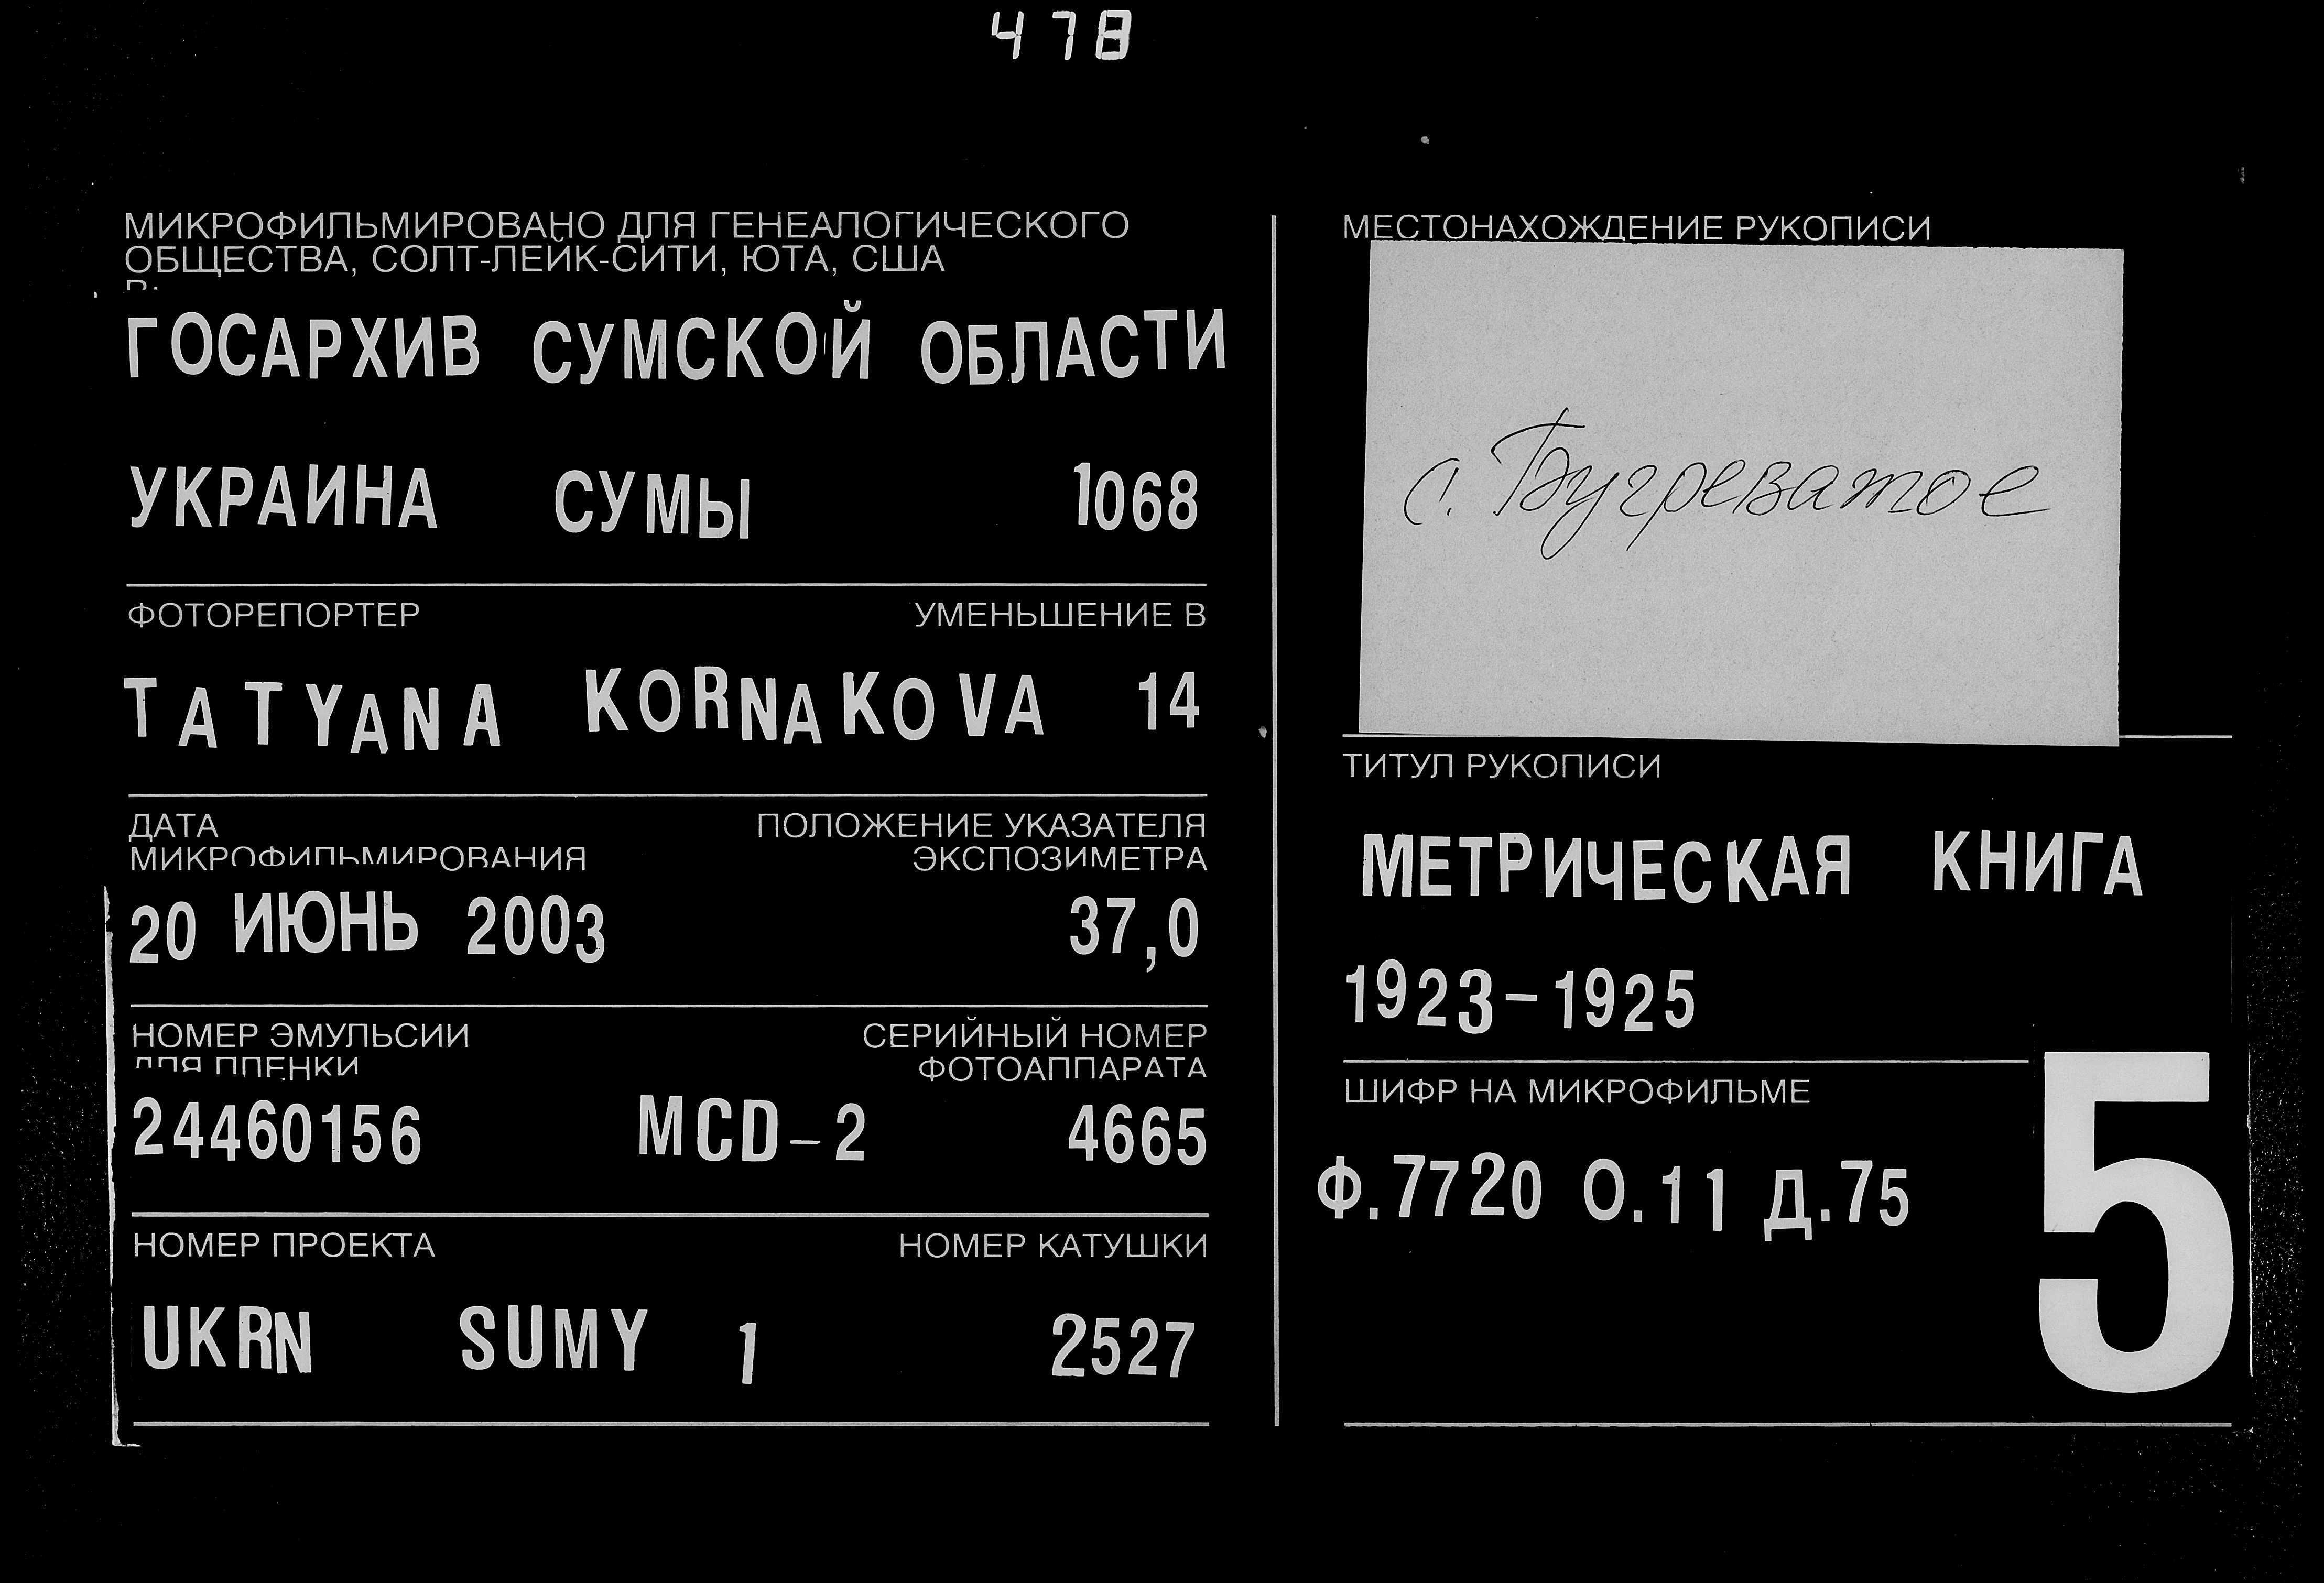 478
МИКРОФИЛЬМИРОВАНО ДЛЯ ГЕНЕАЛОГИЧЕСКОГО
ОБЩЕСТВА, СОЛТ-ЛЕЙК-СИТИ, ЮТА, США
ГОСАРХИВ СУМСКОЙ ОБЛАСТИ
УКРАИНА СУМЫ 1068
ФОТОРЕПОРТЕР УМЕНЬШЕНИЕ В
TATYANA KORNAKOVA 14
ДАТА ПОЛОЖЕНИЕ УКАЗАТЕЛЯ
МИКРОФИЛЬМИРОВАНИЯ ЭКСПОЗИМЕТРА
20 ИЮНЬ 2003 37,0
НОМЕР ЭМУЛЬСИИ СЕРИЙНЫЙ НОМЕР
ДЛЯ ПЛЕНКИ ФОТОАППАРАТА
24460156 MCD-2 4665
НОМЕР ПРОЕКТА НОМЕР КАТУШКИ
UKRN SUMY 1 2527
МЕСТОНАХОЖДЕНИЕ РУКОПИСИ
с. Бугреватое
ТИТУЛ РУКОПИСИ
МЕТРИЧЕСКАЯ КНИГА
1923-1925
ШИФР НА МИКРОФИЛЬМЕ
Ф.7720 О.11 Д.75
5